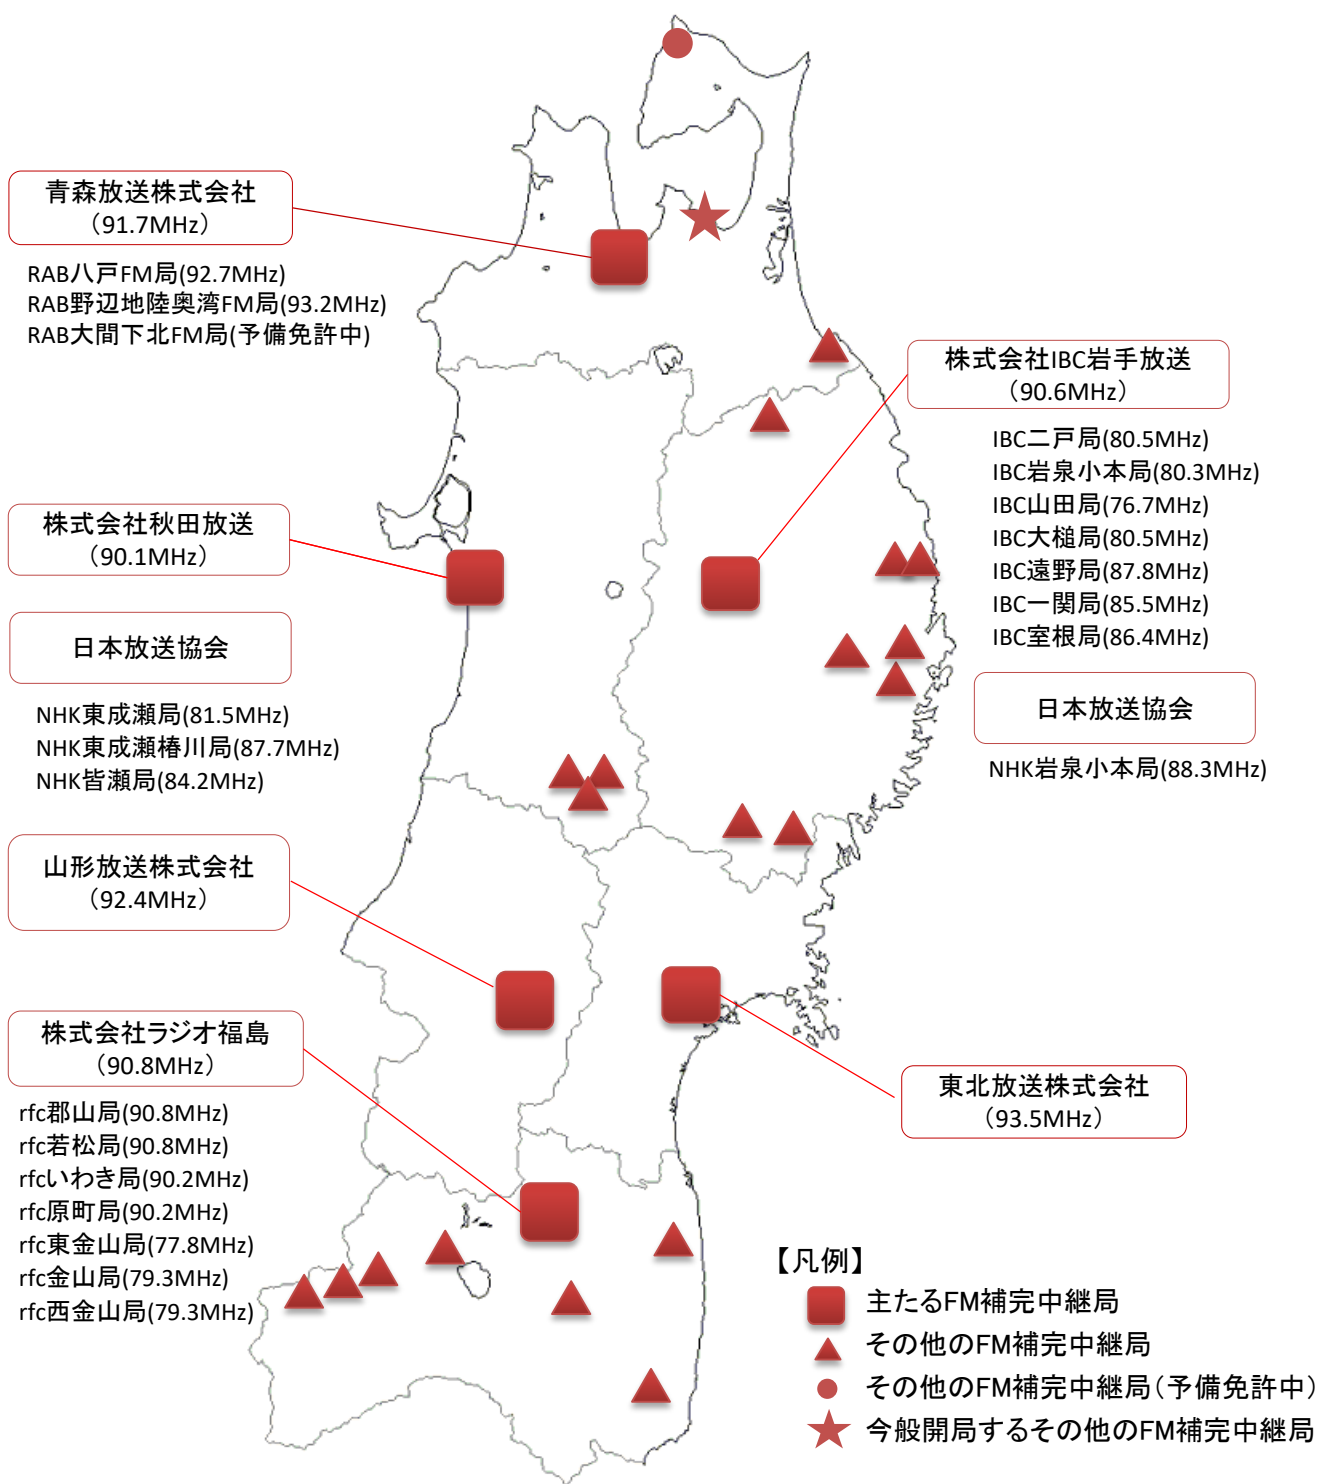 青森放送株式会社
（91.7MHz）
RAB八戸FM局(92.7MHz)
RAB野辺地陸奥湾FM局(93.2MHz)
RAB大間下北FM局(予備免許中)
株式会社IBC岩手放送
（90.6MHz）
IBC二戸局(80.5MHz)
IBC岩泉小本局(80.3MHz)
IBC山田局(76.7MHz)
IBC大槌局(80.5MHz)
IBC遠野局(87.8MHz)
IBC一関局(85.5MHz)
IBC室根局(86.4MHz)
株式会社秋田放送
（90.1MHz）
日本放送協会
NHK東成瀬局(81.5MHz)
NHK東成瀬椿川局(87.7MHz)
NHK皆瀬局(84.2MHz)
日本放送協会
NHK岩泉小本局(88.3MHz)
山形放送株式会社
（92.4MHz）
株式会社ラジオ福島
（90.8MHz）
rfc郡山局(90.8MHz)
rfc若松局(90.8MHz)
rfcいわき局(90.2MHz)
rfc原町局(90.2MHz)
rfc東金山局(77.8MHz)
rfc金山局(79.3MHz)
rfc西金山局(79.3MHz)
東北放送株式会社
（93.5MHz）
【凡例】
主たるFM補完中継局
その他のFM補完中継局
その他のFM補完中継局（予備免許中）
今般開局するその他のFM補完中継局